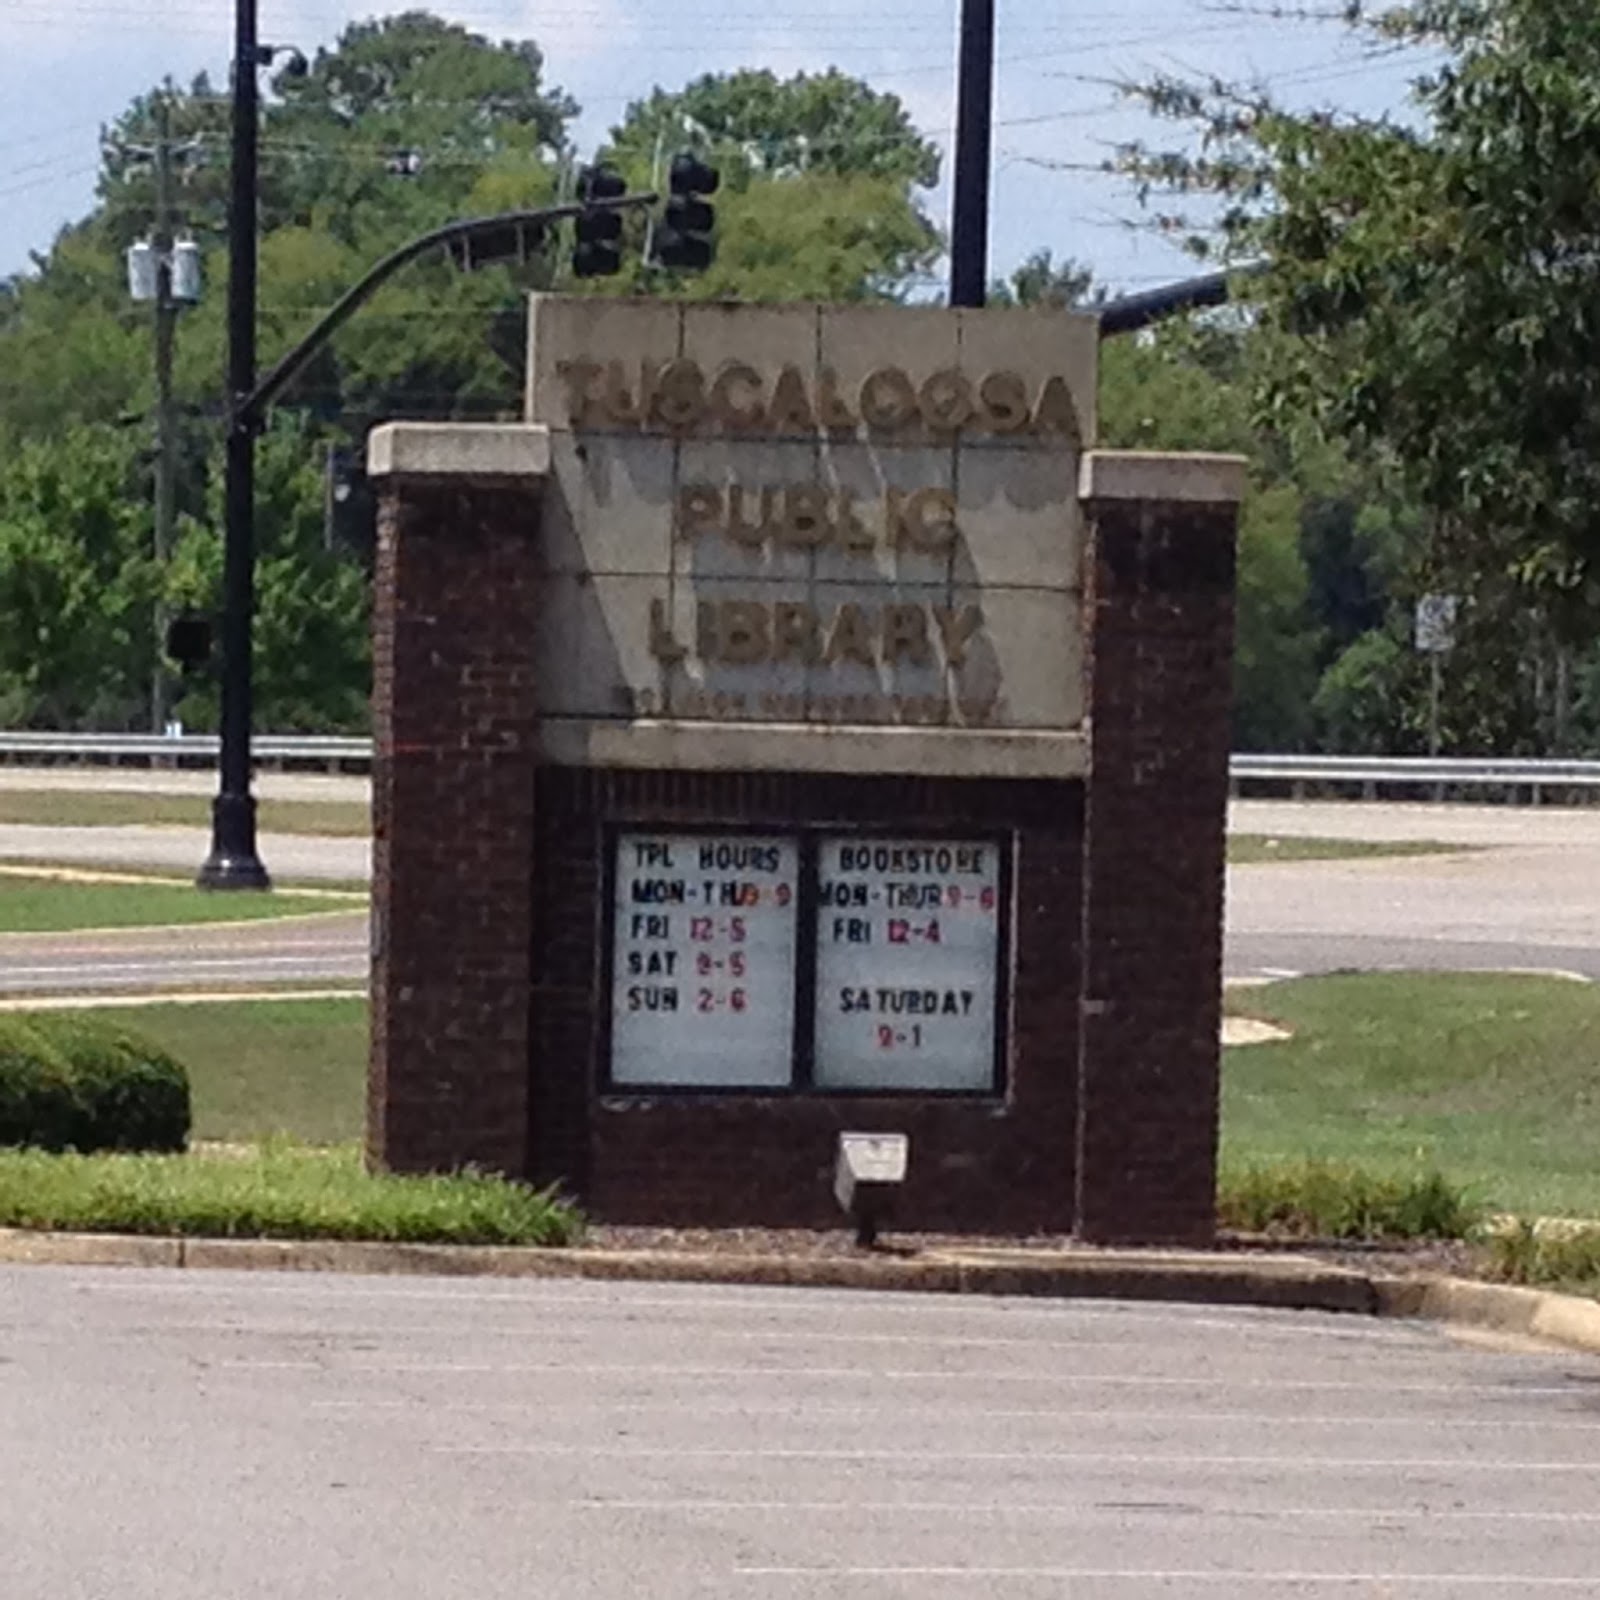 TUSCALOOSA
PUBLIC
LIBRARY
TPL HOURS
MON-THU 9-9
FRI 12-5
SAT 9-5
SUN 2-6
BOOKSTORE
MON-THUR 9-6
FRI 12-4
SATURDAY
9-1